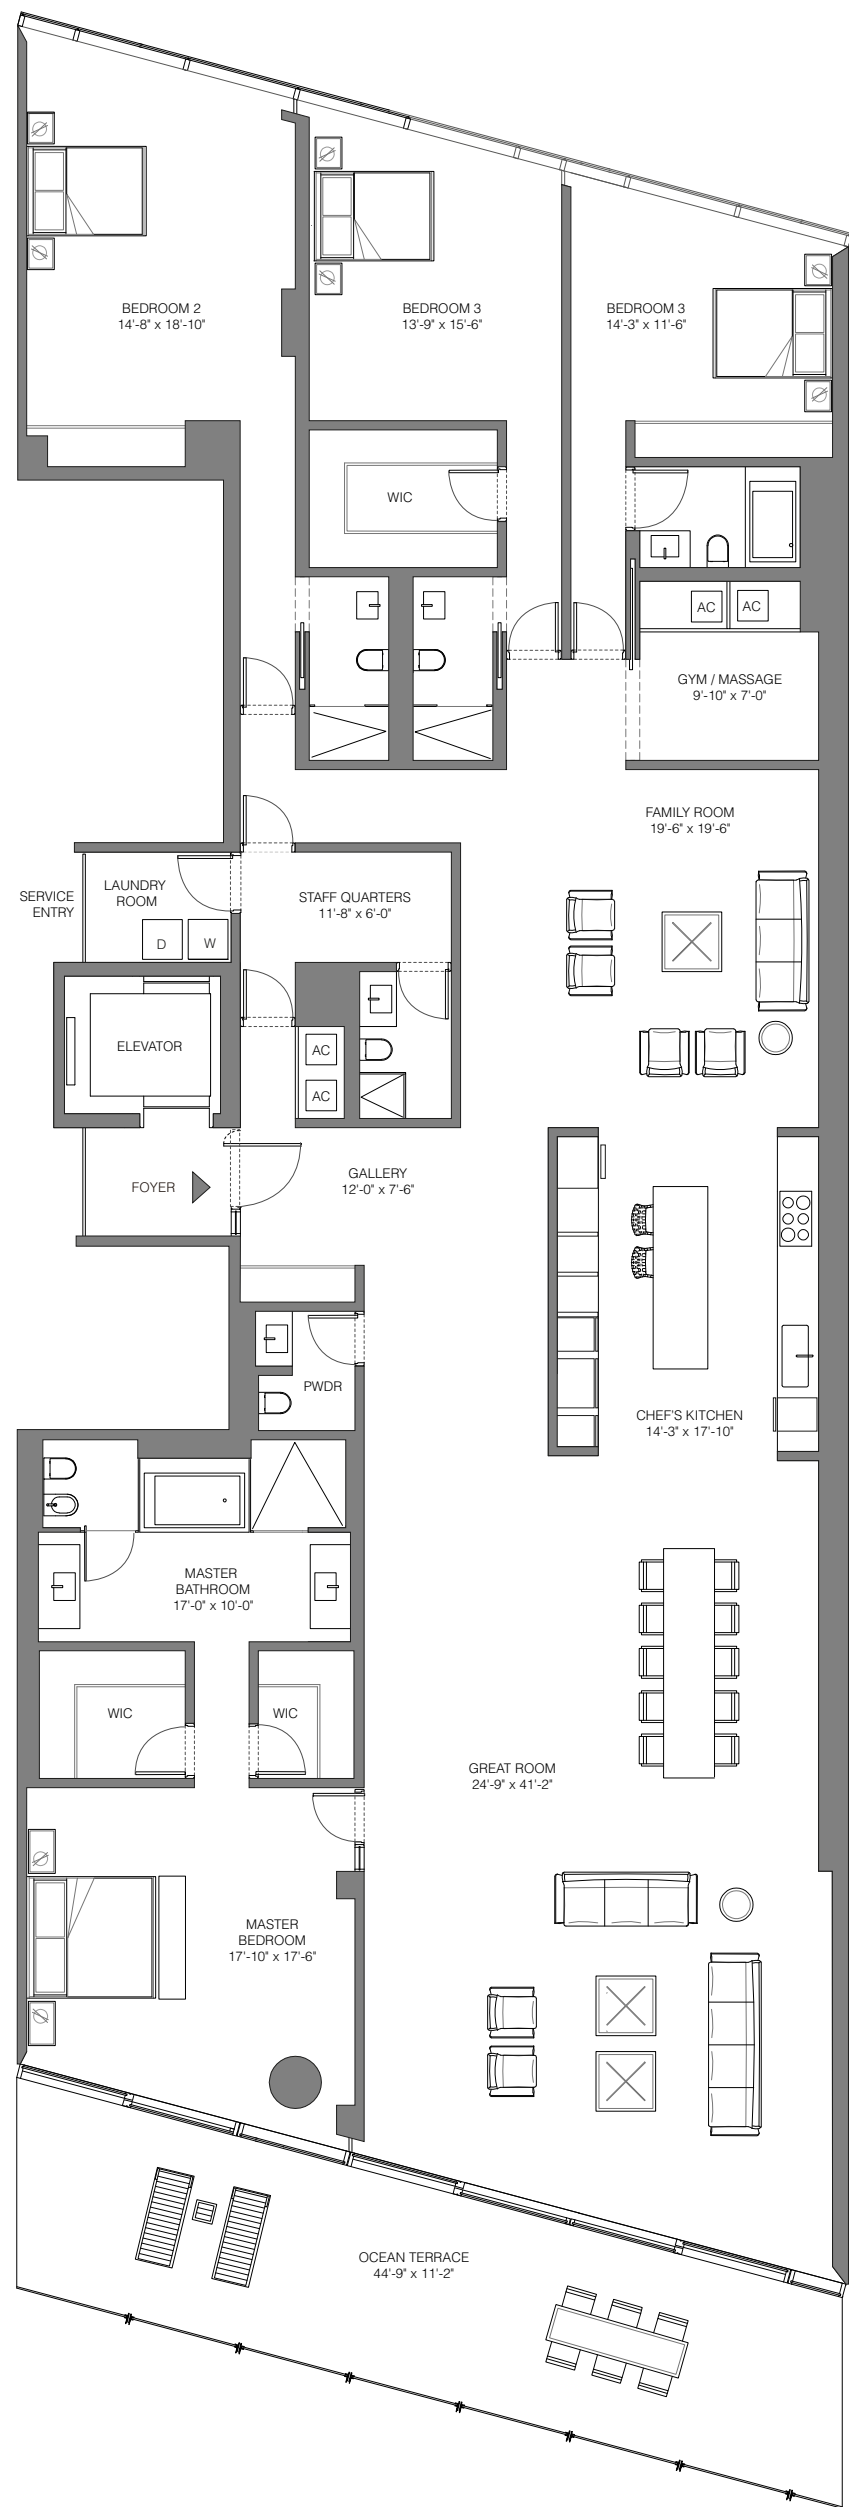 BEDROOM 2
14'-8" x 18'-10"
BEDROOM 3
13'-9" x 15'-6"
BEDROOM 3
14'-3" x 11'-6"
WIC
AC
AC
GYM / MASSAGE
9'-10" x 7'-0"
FAMILY ROOM
19'-6" x 19'-6"
SERVICE
ENTRY
LAUNDRY
ROOM
D
W
STAFF QUARTERS
11'-8" x 6'-0"
ELEVATOR
AC
AC
FOYER
GALLERY
12'-0" x 7'-6"
PWDR
CHEF'S KITCHEN
14'-3" x 17'-10"
MASTER
BATHROOM
17'-0" x 10'-0"
WIC
WIC
GREAT ROOM
24'-9" x 41'-2"
MASTER
BEDROOM
17'-10" x 17'-6"
OCEAN TERRACE
44'-9" x 11'-2"